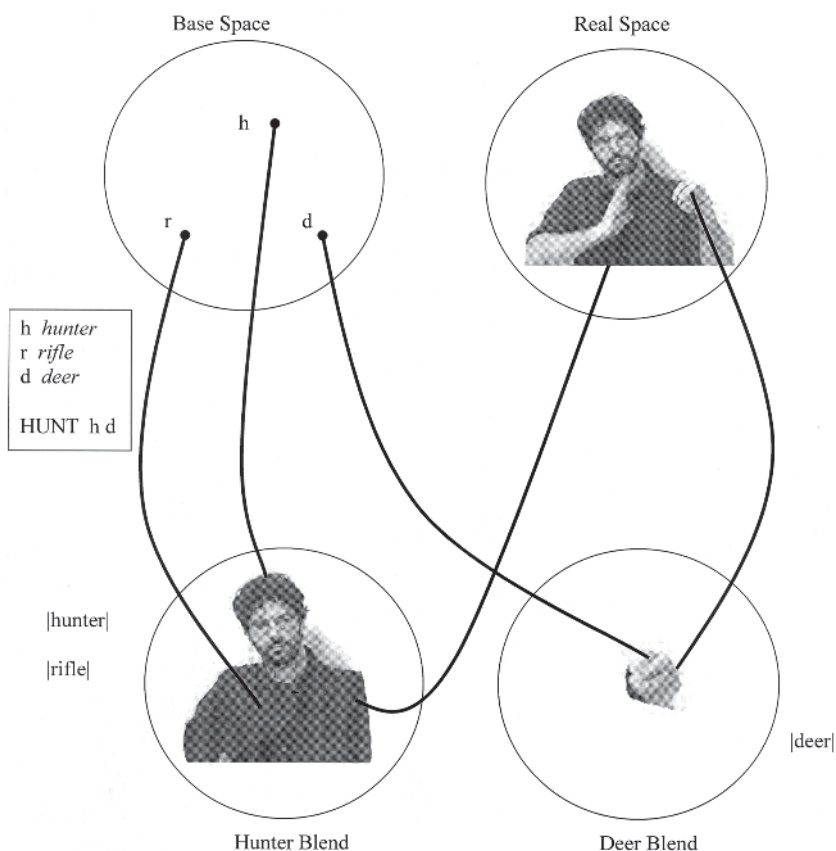 Base Space
Real Space
h
r
d
h hunter
r rifle
d deer
HUNT h d
|hunter|
|rifle|
|deer|
Hunter Blend
Deer Blend